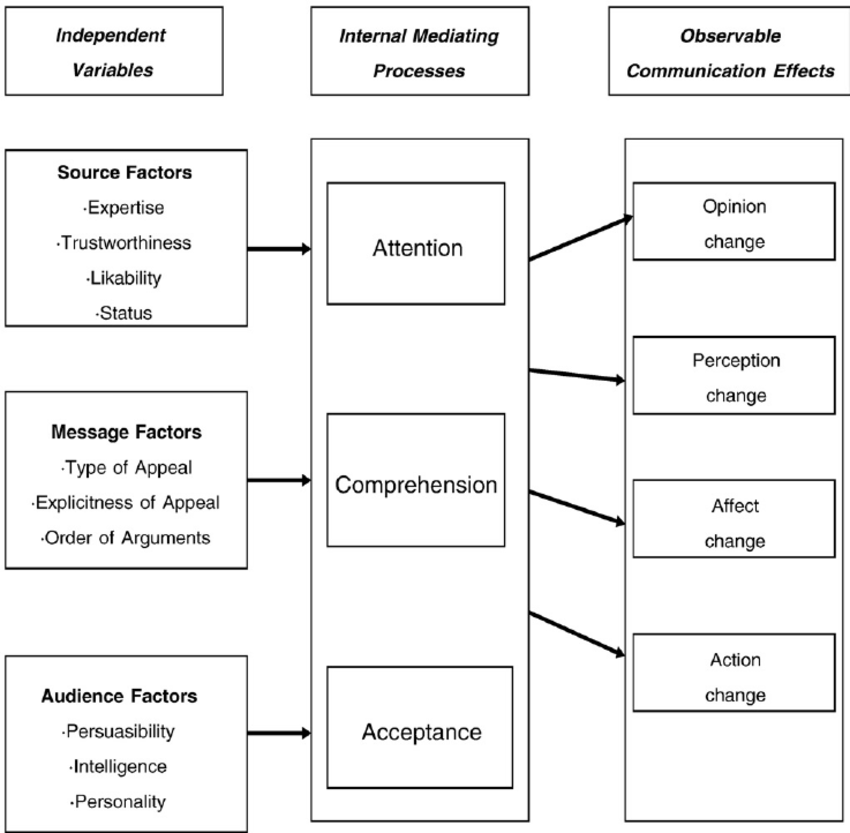 Independent
Variables
Internal Mediating
Processes
Observable
Communication Effects
Source Factors
·Expertise
·Trustworthiness
·Likability
·Status
Message Factors
·Type of Appeal
·Explicitness of Appeal
·Order of Arguments
Audience Factors
·Persuasibility
·Intelligence
·Personality
Attention
Comprehension
Acceptance
Opinion
change
Perception
change
Affect
change
Action
change